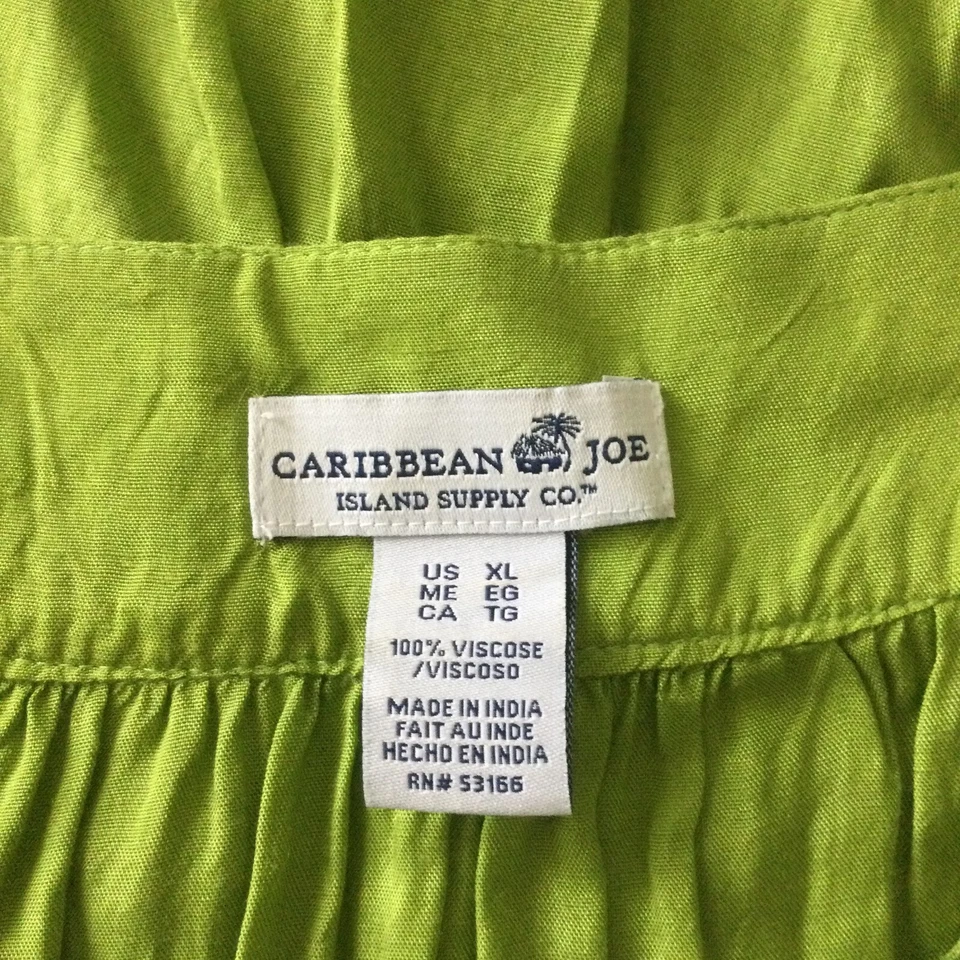 CARIBBEAN JOE
ISLAND SUPPLY CO.™
US XL
ME EG
CA TG
100% VISCOSE
/VISCOSO
MADE IN INDIA
FAIT AU INDE
HECHO EN INDIA
RN# 53166